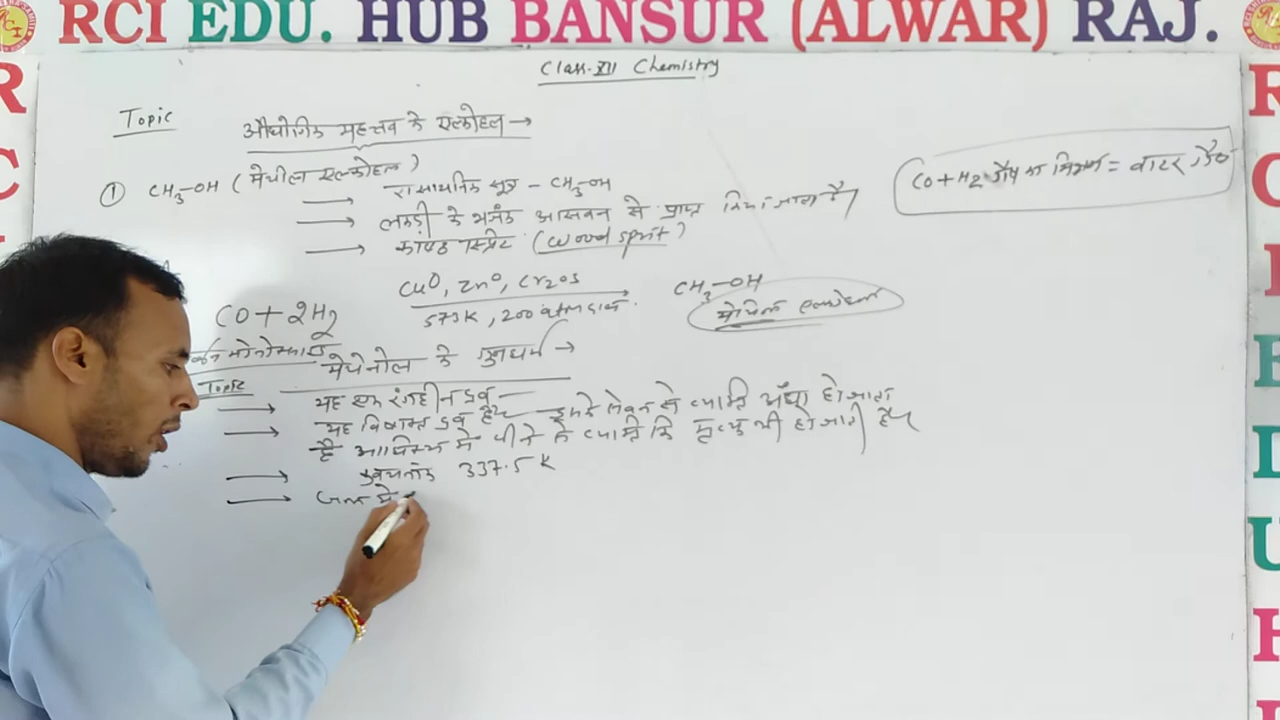 RCI EDU. HUB BANSUR (ALWAR) RAJ.
Class-XII Chemistry
Topic
औद्योगिक महत्तव के एल्कोहल →
① CH3-OH (मेथील एल्कोहल)
→ रासायनिक सूत्र - CH3-OH
→ लकड़ी के भंजक आसवन से प्राप्त किया जाता है।
→ काष्ठ स्प्रिट (wood sprit)
CO+H2 गैस का मिश्रण = वाटर गैस
CO + 2H2
CuO, ZnO, Cr2O3
573K, 200 atm दाब
CH3-OH
मेथिल एल्कोहल
मोनोक्साइड
मेथेनोल के गुणधर्म →
Topic
→ यह एक रंगहीन द्रव
→ यह विषाक्त द्रव है इसके सेवन से व्यक्ति अंधा हो जाता
है आधिक्य में पीने से व्यक्ति कि मृत्यु भी हो जाती है।
→ क्वथनांक 337.5 K
→ जल में
R
C
R
C
E
D
U
H